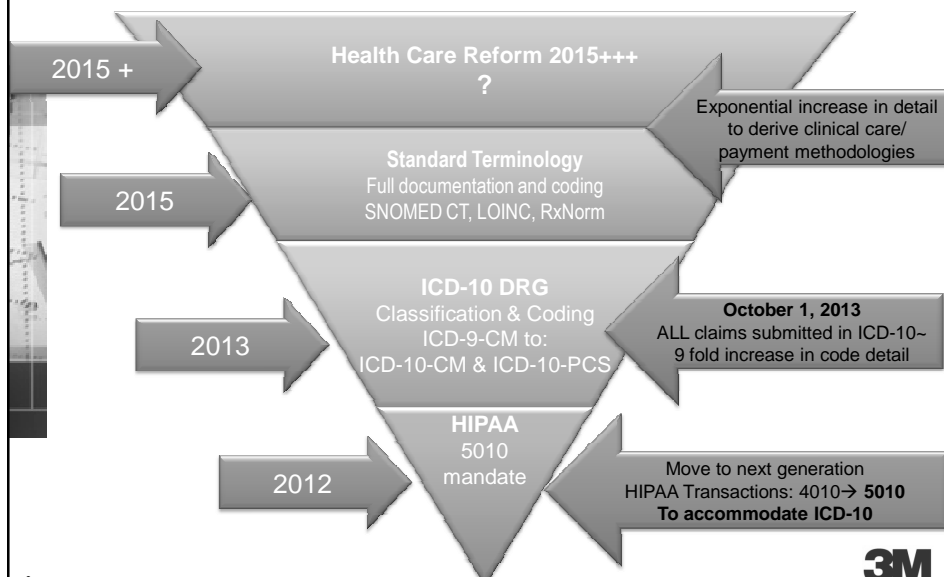 Health Care Reform 2015+++
?
2015 +
Exponential increase in detail
to derive clinical care/
payment methodologies
Standard Terminology
Full documentation and coding
SNOMED CT, LOINC, RxNorm
2015
ICD-10 DRG
Classification & Coding
ICD-9-CM to:
ICD-10-CM & ICD-10-PCS
2013
October 1, 2013
ALL claims submitted in ICD-10~
9 fold increase in code detail
HIPAA
5010
mandate
2012
Move to next generation
HIPAA Transactions: 4010→ 5010
To accommodate ICD-10
3M